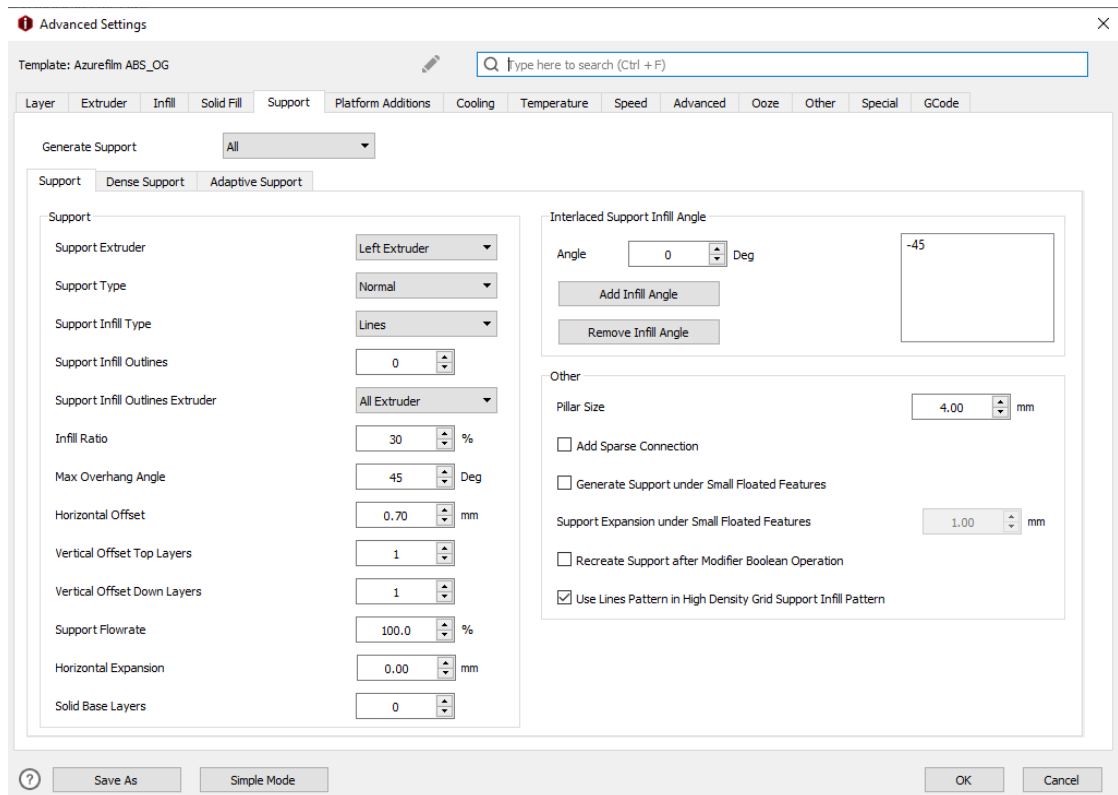 Advanced Settings
Template: Azurefilm ABS_OG
Type here to search (Ctrl + F)
Layer Extruder Infill Solid Fill Support Platform Additions Cooling Temperature Speed Advanced Ooze Other Special GCode
Generate Support All
Support Dense Support Adaptive Support
Support
Support Extruder Left Extruder
Support Type Normal
Support Infill Type Lines
Support Infill Outlines 0
Support Infill Outlines Extruder All Extruder
Infill Ratio 30 %
Max Overhang Angle 45 Deg
Horizontal Offset 0.70 mm
Vertical Offset Top Layers 1
Vertical Offset Down Layers 1
Support Flowrate 100.0 %
Horizontal Expansion 0.00 mm
Solid Base Layers 0
Interlaced Support Infill Angle
Angle 0 Deg
-45
Add Infill Angle
Remove Infill Angle
Other
Pillar Size 4.00 mm
Add Sparse Connection
Generate Support under Small Floated Features
Support Expansion under Small Floated Features 1.00 mm
Recreate Support after Modifier Boolean Operation
Use Lines Pattern in High Density Grid Support Infill Pattern
? Save As Simple Mode OK Cancel